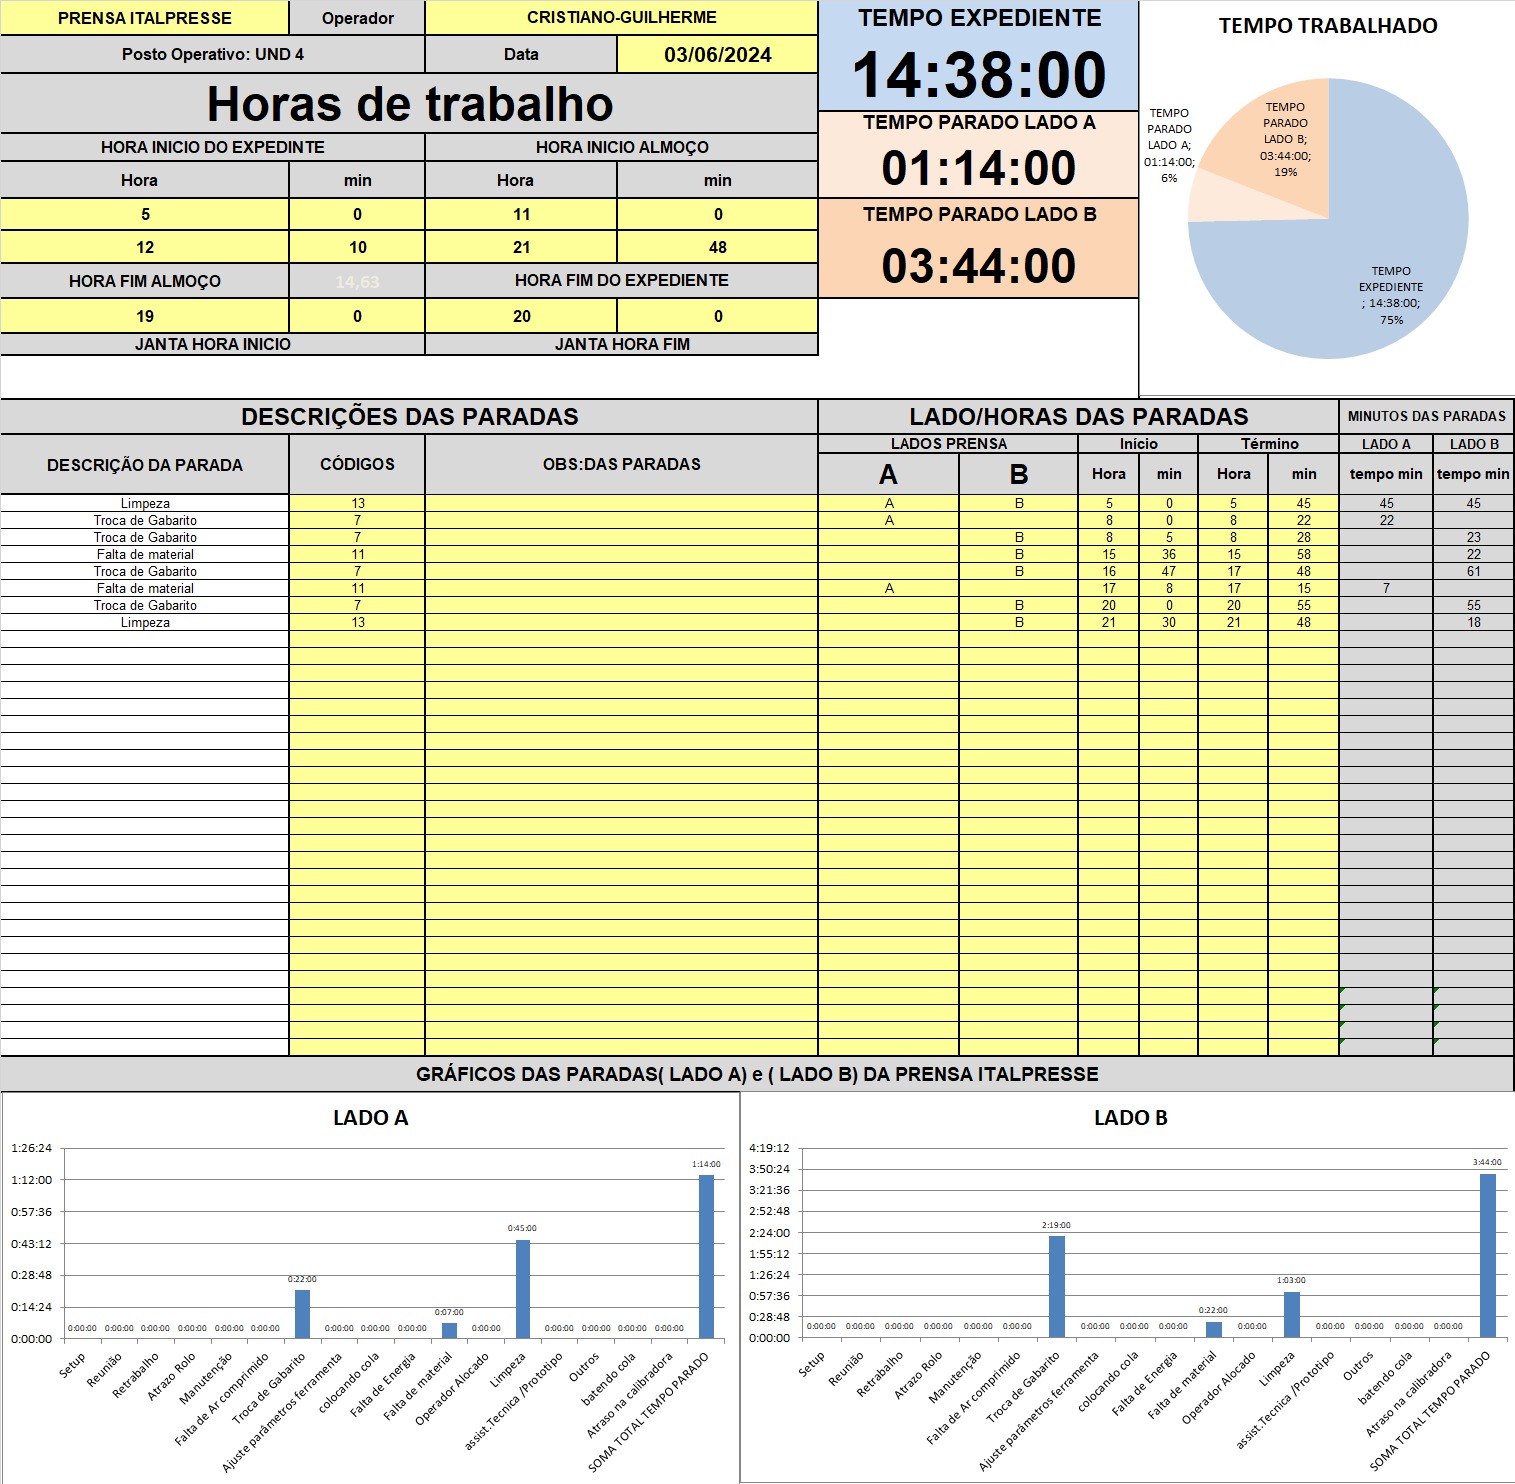 PRENSA ITALPRESSE Operador CRISTIANO-GUILHERME
Posto Operativo: UND 4 Data 03/06/2024
Horas de trabalho
HORA INICIO DO EXPEDINTE HORA INICIO ALMOÇO
Hora min Hora min
5 0 11 0
12 10 21 48
HORA FIM ALMOÇO 14,63 HORA FIM DO EXPEDIENTE
19 0 20 0
JANTA HORA INICIO JANTA HORA FIM
TEMPO EXPEDIENTE
14:38:00
TEMPO PARADO LADO A
01:14:00
TEMPO PARADO LADO B
03:44:00
TEMPO TRABALHADO
TEMPO
PARADO
LADO A;
01:14:00;
6%
TEMPO
PARADO
LADO B;
03:44:00;
19%
TEMPO
EXPEDIENTE
; 14:38:00;
75%
DESCRIÇÕES DAS PARADAS LADO/HORAS DAS PARADAS MINUTOS DAS PARADAS
DESCRIÇÃO DA PARADA CÓDIGOS OBS:DAS PARADAS
LADOS PRENSA Início Término LADO A LADO B
A B Hora min Hora min tempo min tempo min
Limpeza 13 A B 5 0 5 45 45 45
Troca de Gabarito 7 A 8 0 8 22 22
Troca de Gabarito 7 B 8 5 8 28 23
Falta de material 11 B 15 36 15 58 22
Troca de Gabarito 7 B 16 47 17 48 61
Falta de material 11 A 17 8 17 15 7
Troca de Gabarito 7 B 20 0 20 55 55
Limpeza 13 B 21 30 21 48 18
GRÁFICOS DAS PARADAS( LADO A) e ( LADO B) DA PRENSA ITALPRESSE
LADO A
1:26:24
1:12:00
0:57:36
0:43:12
0:28:48
0:14:24
0:00:00
0:00:00 0:00:00 0:00:00 0:00:00 0:00:00 0:00:00 0:22:00 0:00:00 0:00:00 0:00:00 0:07:00 0:00:00 0:45:00 0:00:00 0:00:00 0:00:00 0:00:00 1:14:00
Setup
Reunião
Retrabalho
Atrazo Rolo
Manutenção
Falta de Ar comprimido
Troca de Gabarito
Ajuste parâmetros ferramenta
colocando cola
Falta de Energia
Falta de material
Operador Alocado
Limpeza
assist.Tecnica /Prototipo
Outros
batendo cola
Atraso na calibradora
SOMA TOTAL TEMPO PARADO
LADO B
4:19:12
3:50:24
3:21:36
2:52:48
2:24:00
1:55:12
1:26:24
0:57:36
0:28:48
0:00:00
0:00:00 0:00:00 0:00:00 0:00:00 0:00:00 0:00:00 2:19:00 0:00:00 0:00:00 0:00:00 0:22:00 0:00:00 1:03:00 0:00:00 0:00:00 0:00:00 0:00:00 3:44:00
Setup
Reunião
Retrabalho
Atrazo Rolo
Manutenção
Falta de Ar comprimido
Troca de Gabarito
Ajuste parâmetros ferramenta
colocando cola
Falta de Energia
Falta de material
Operador Alocado
Limpeza
assist.Tecnica /Prototipo
Outros
batendo cola
Atraso na calibradora
SOMA TOTAL TEMPO PARADO